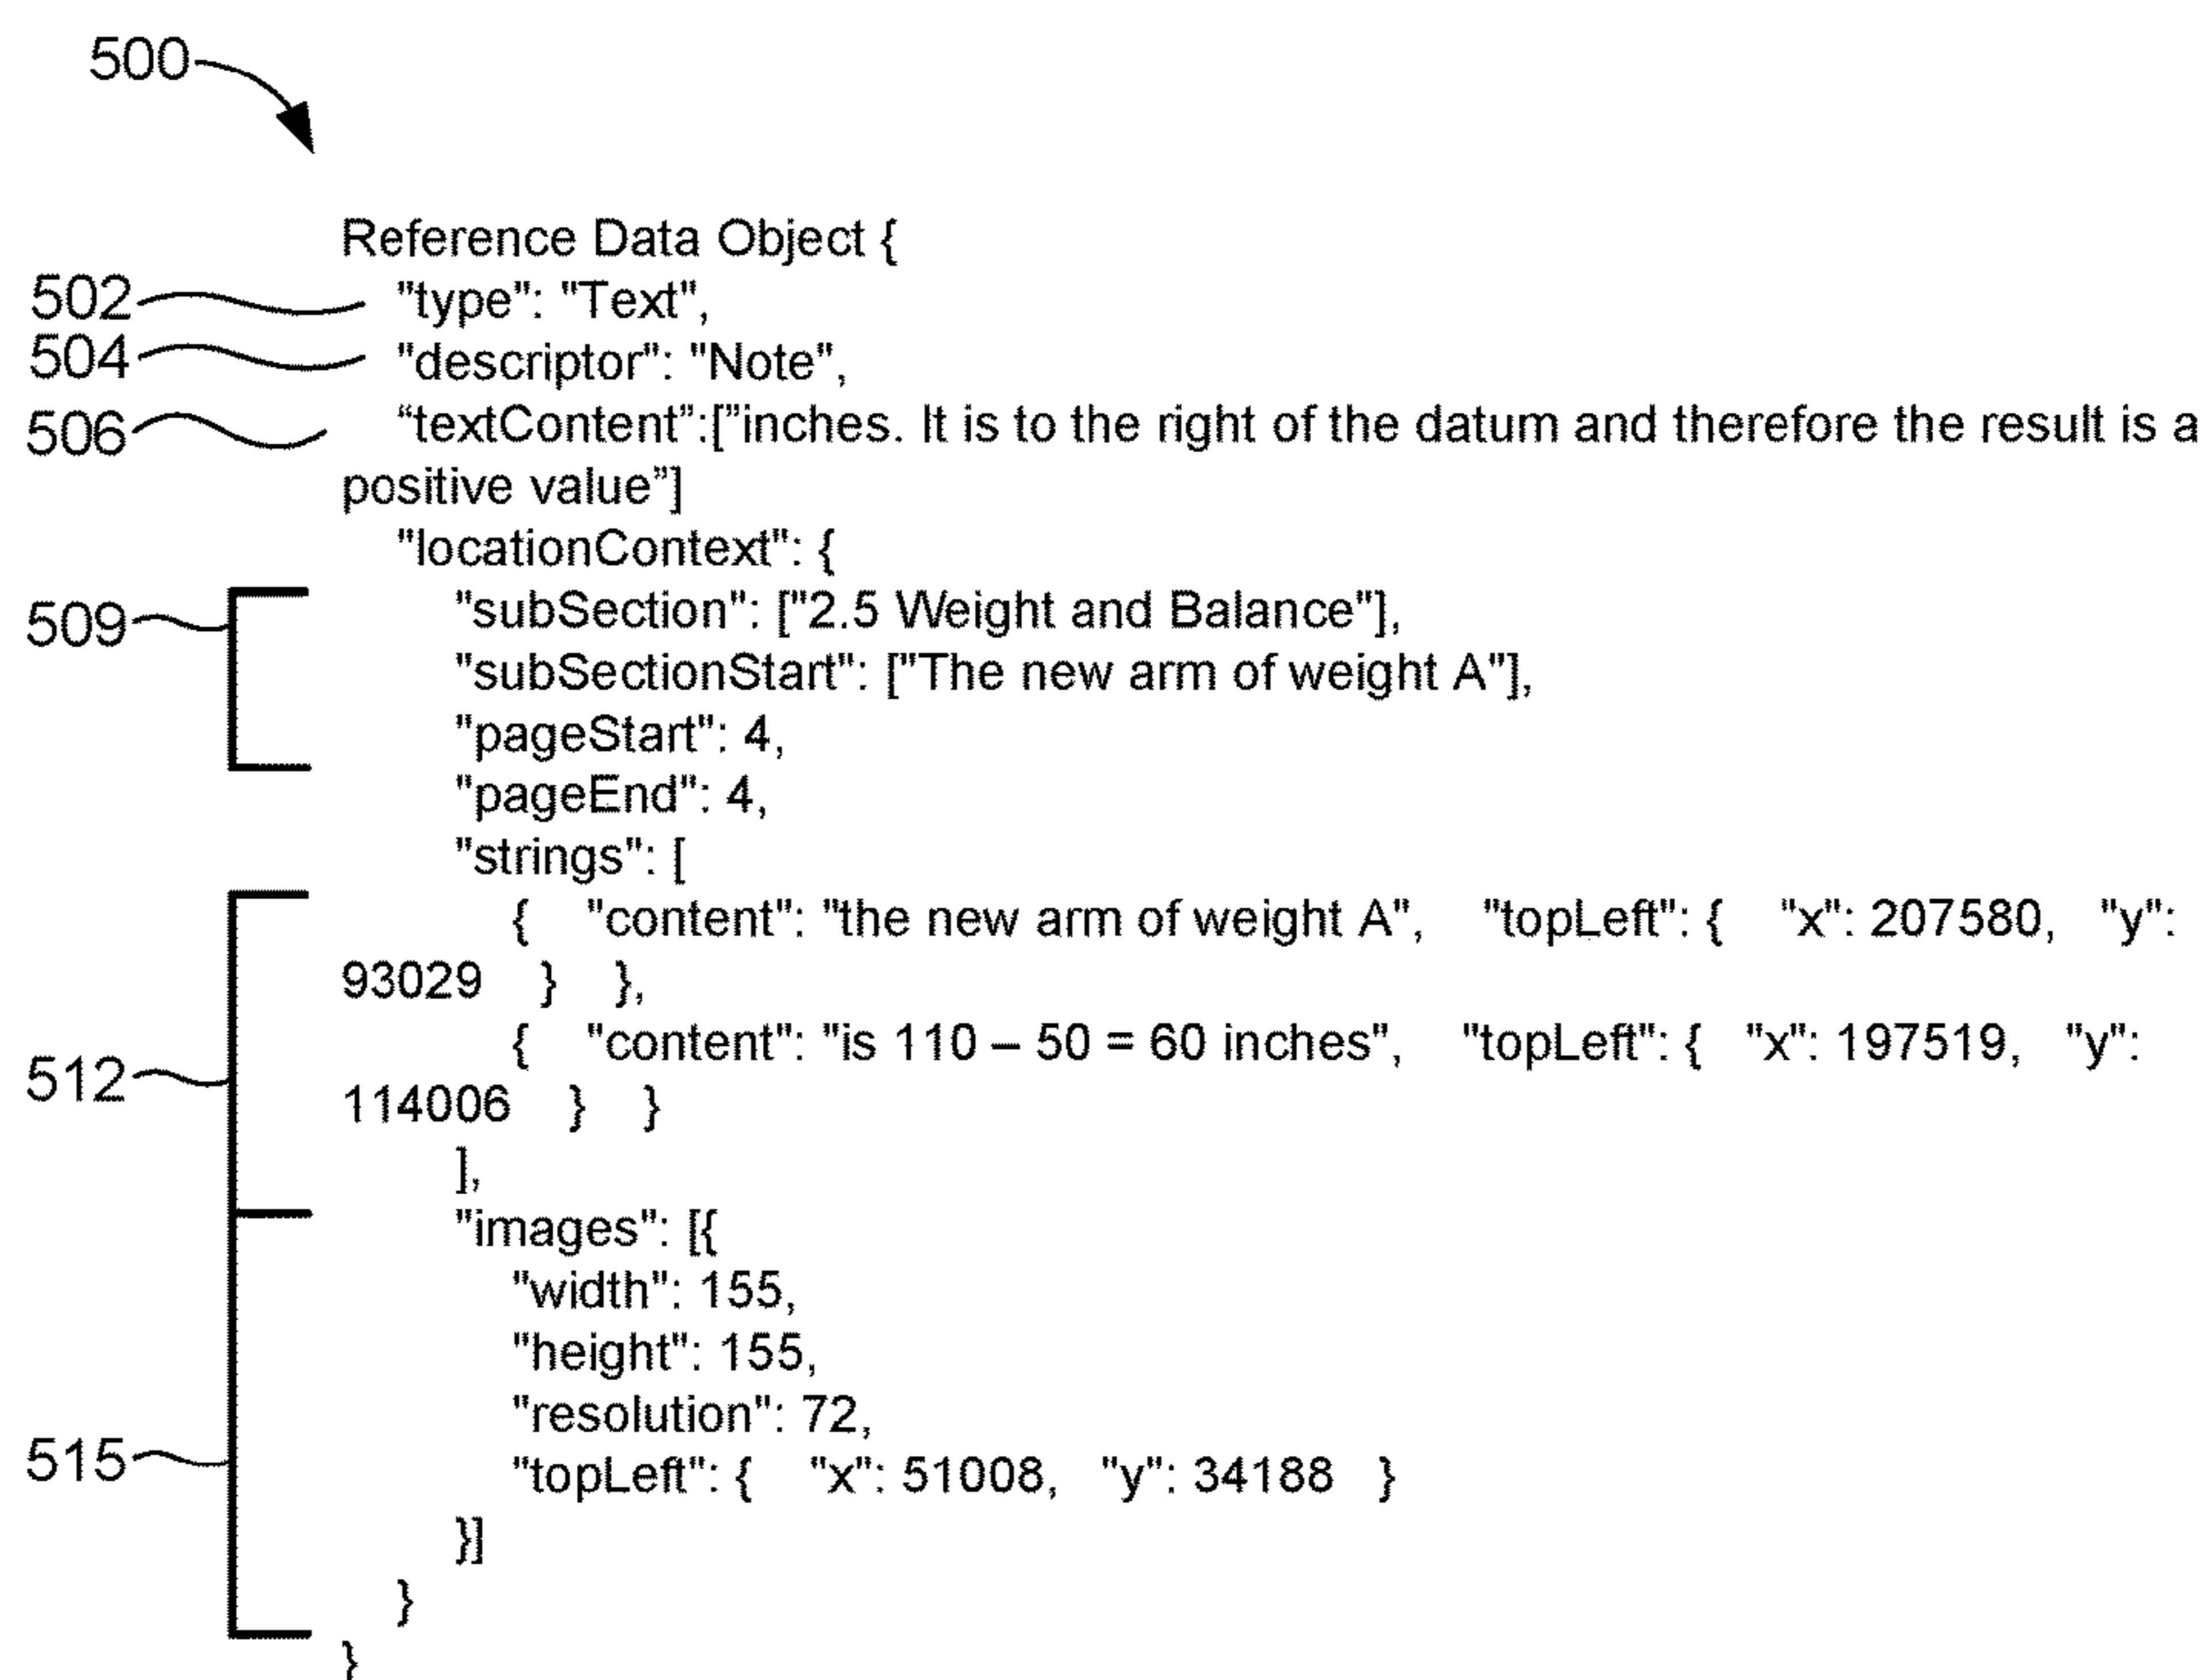 500
Reference Data Object {
502 "type": "Text",
504 "descriptor": "Note",
506 “textContent”:[”inches. It is to the right of the datum and therefore the result is a
positive value”]
"locationContext": {
509 "subSection": ["2.5 Weight and Balance"],
"subSectionStart": ["The new arm of weight A"],
"pageStart": 4,
"pageEnd": 4,
"strings": [
{ "content": "the new arm of weight A", "topLeft": { "x": 207580, "y":
93029 } },
{ "content": "is 110 – 50 = 60 inches", "topLeft": { "x": 197519, "y":
512 114006 } }
],
"images": [{
"width": 155,
"height": 155,
"resolution": 72,
515 "topLeft": { "x": 51008, "y": 34188 }
}]
}
}